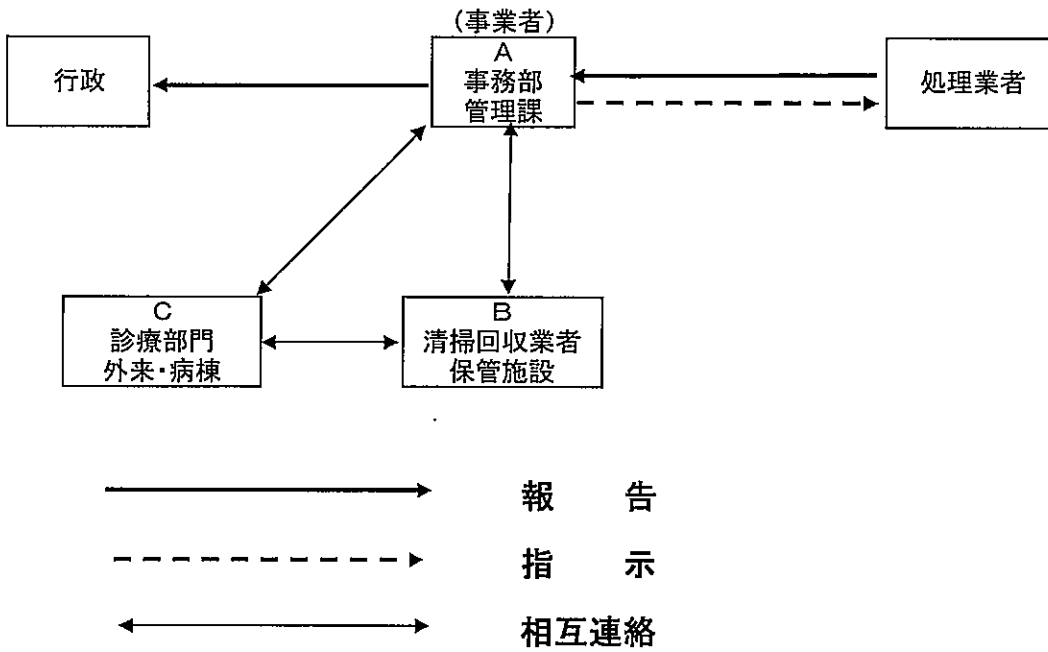 (事業者)
行政
A
事務部
管理課
処理業者
C
診療部門
外来・病棟
B
清掃回収業者
保管施設
報　告
指　示
相互連絡